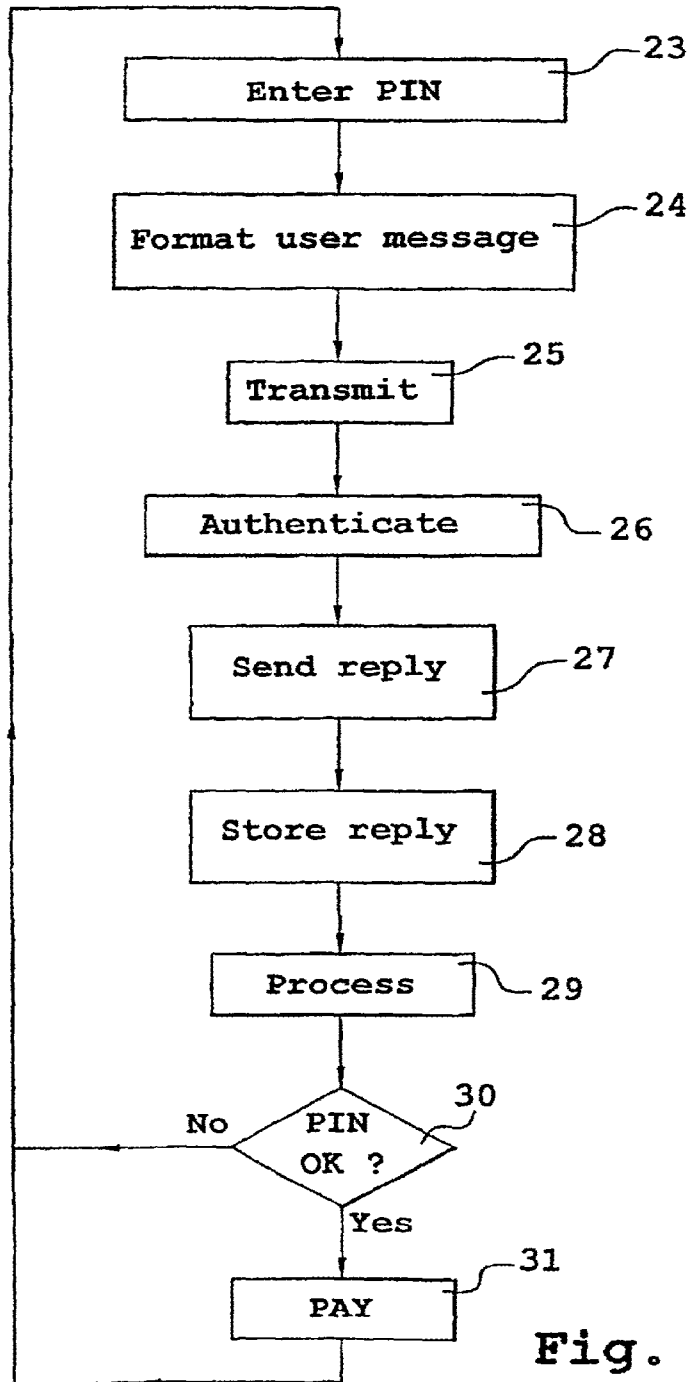 23
Enter PIN
24
Format user message
25
Transmit
Authenticate
26
Send reply
27
Store reply
28
Process
29
No
PIN
OK ?
30
Yes
31
PAY
Fig.